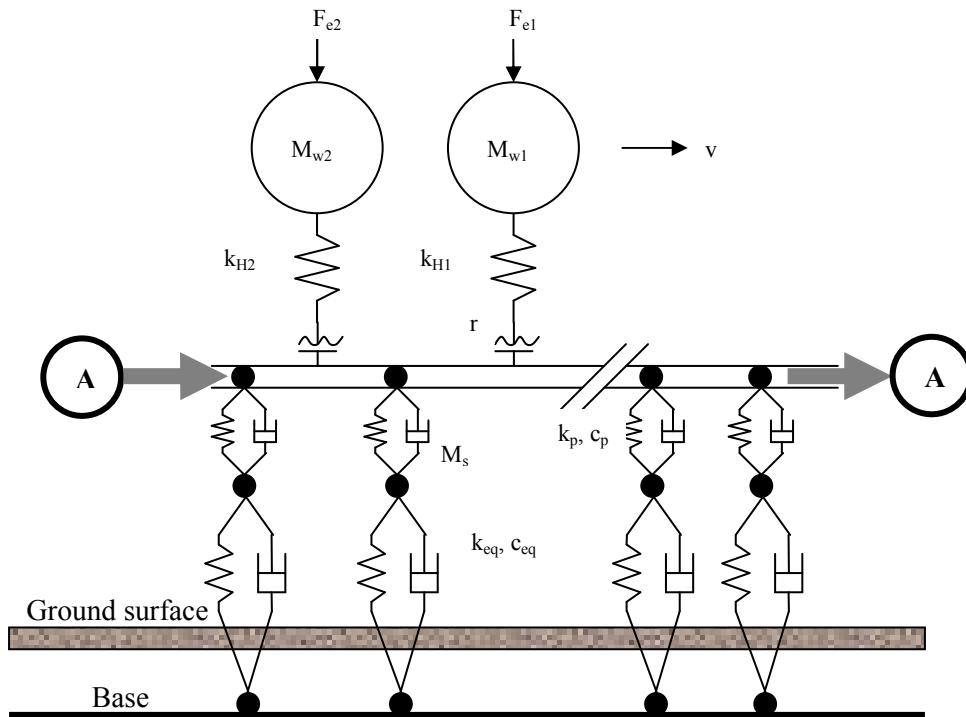 F_e2
F_e1
M_w2
M_w1
v
k_H2
k_H1
r
A
A
k_p, c_p
M_s
k_eq, c_eq
Ground surface
Base